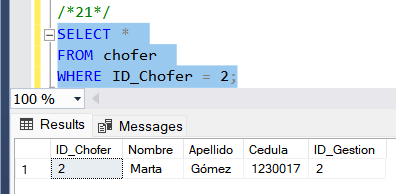 /*21*/
SELECT *
FROM chofer
WHERE ID_Chofer = 2;
100 %
Results Messages
ID_Chofer Nombre Apellido Cedula ID_Gestion
1 2 Marta Gómez 1230017 2